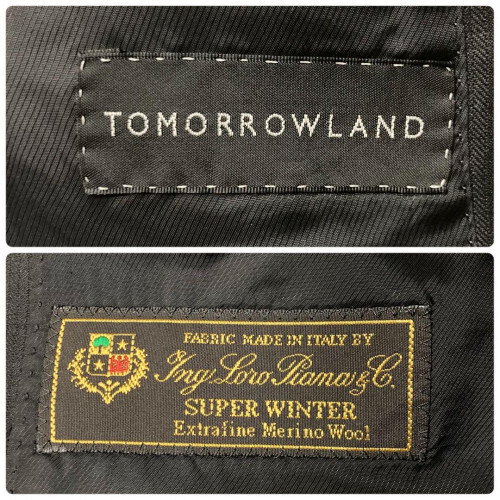 TOMORROWLAND
FABRIC MADE IN ITALY BY
Ing. Loro Piana & C.
SUPER WINTER
Extrafine Merino Wool